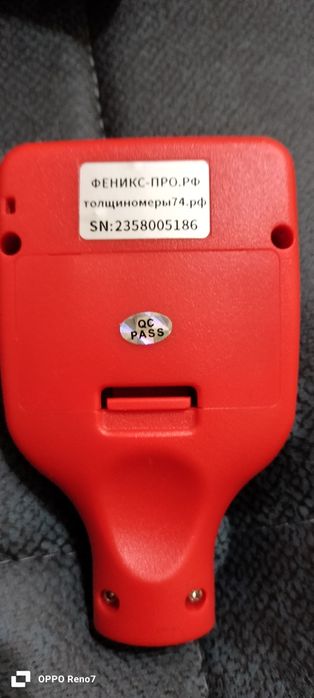 ФЕНИКС-ПРО.РФ
толщиномеры74.рф
SN:2358005186
QC
PASS
OPPO Reno7